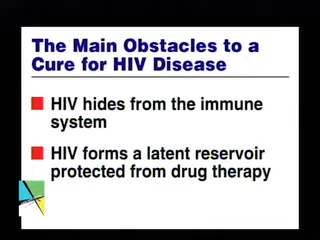 The Main Obstacles to a
Cure for HIV Disease
HIV hides from the immune
system
HIV forms a latent reservoir
protected from drug therapy